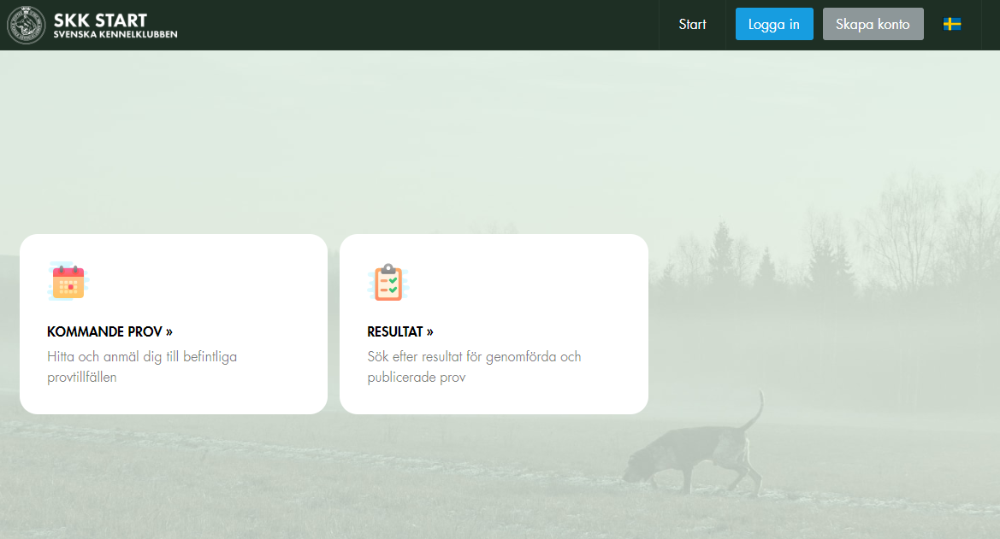 SKK START
SVENSKA KENNELKLUBBEN
Start
Logga in
Skapa konto
KOMMANDE PROV »
Hitta och anmäl dig till befintliga
provtillfällen
RESULTAT »
Sök efter resultat för genomförda och
publicerade prov